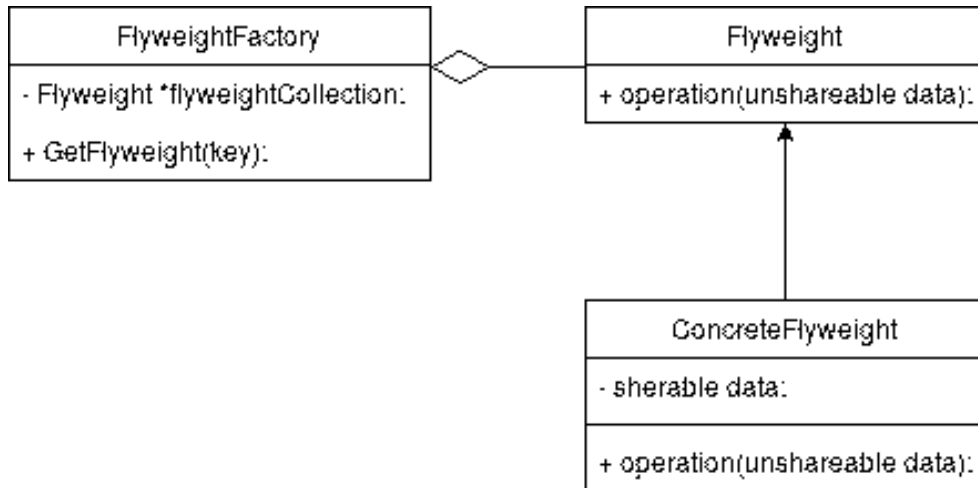 FlyweightFactory
- Flyweight *flyweightCollection:
+ GetFlyweight(key):
Flyweight
+ operation(unshareable data):
ConcreteFlyweight
- sherable data:
+ operation(unshareable data):